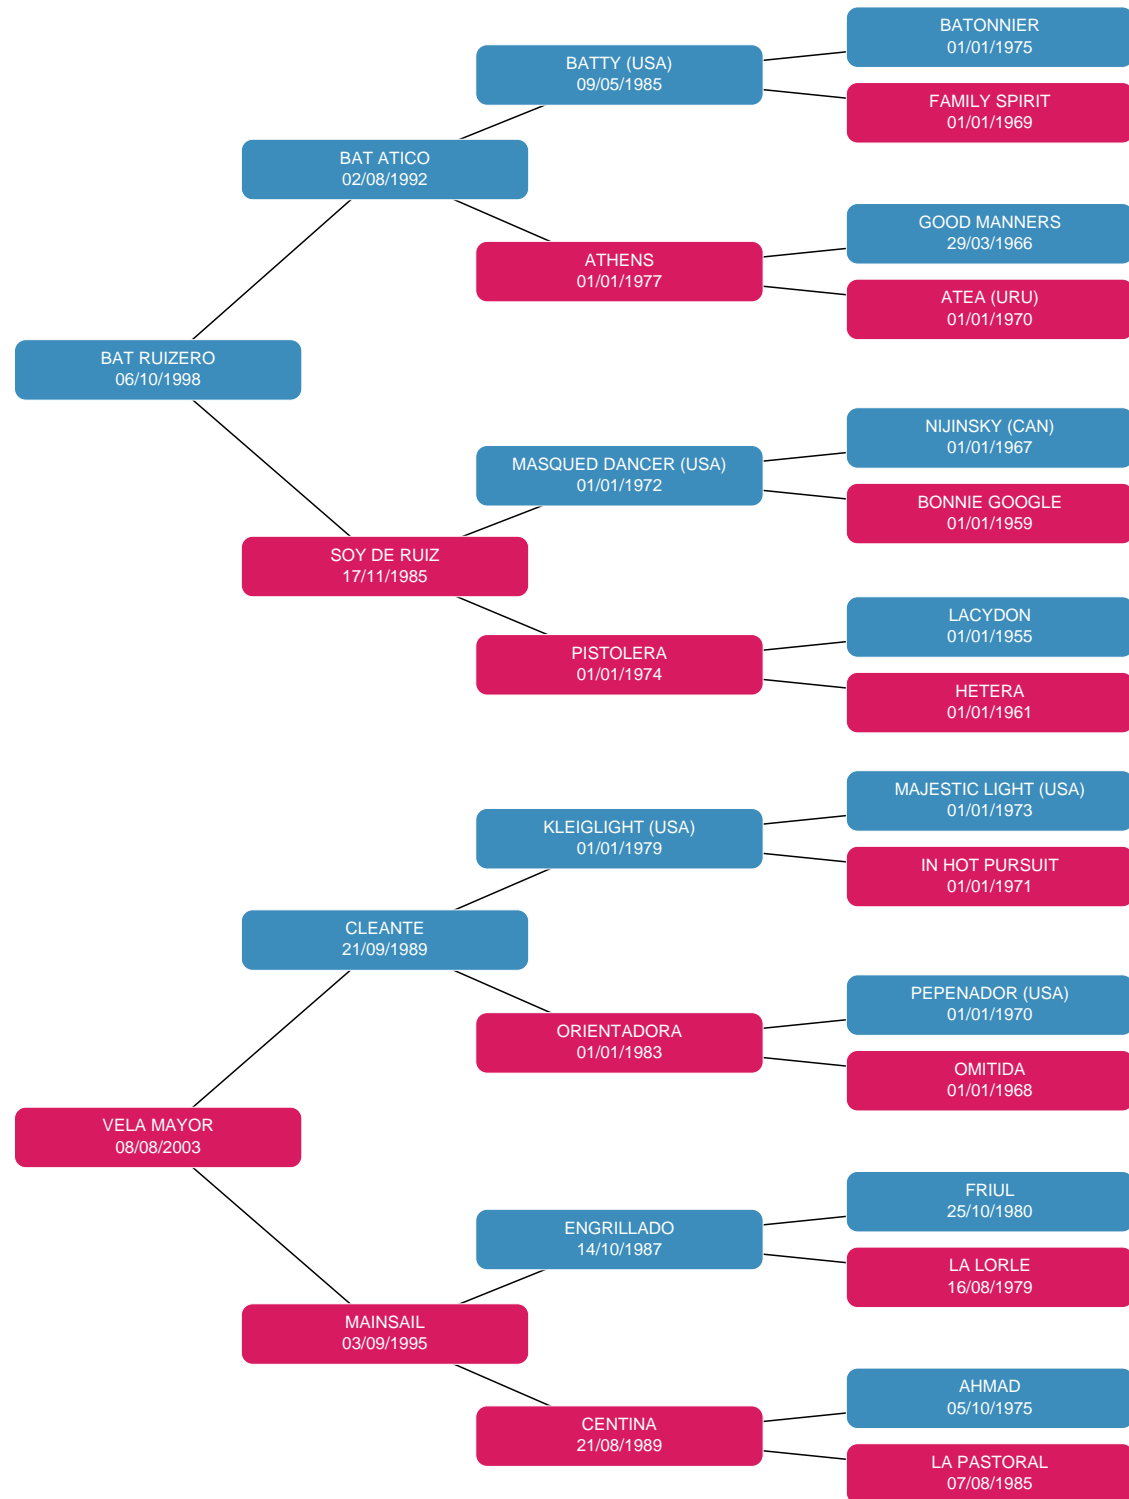 BATONNIER
01/01/1975
BATTY (USA)
09/05/1985
FAMILY SPIRIT
01/01/1969
BAT ATICO
02/08/1992
GOOD MANNERS
29/03/1966
ATHENS
01/01/1977
ATEA (URU)
01/01/1970
BAT RUIZERO
06/10/1998
NIJINSKY (CAN)
01/01/1967
MASQUED DANCER (USA)
01/01/1972
BONNIE GOOGLE
01/01/1959
SOY DE RUIZ
17/11/1985
LACYDON
01/01/1955
PISTOLERA
01/01/1974
HETERA
01/01/1961
MAJESTIC LIGHT (USA)
01/01/1973
KLEIGLIGHT (USA)
01/01/1979
IN HOT PURSUIT
01/01/1971
CLEANTE
21/09/1989
PEPENADOR (USA)
01/01/1970
ORIENTADORA
01/01/1983
OMITIDA
01/01/1968
VELA MAYOR
08/08/2003
FRIUL
25/10/1980
ENGRILLADO
14/10/1987
LA LORLE
16/08/1979
MAINSAIL
03/09/1995
AHMAD
05/10/1975
CENTINA
21/08/1989
LA PASTORAL
07/08/1985